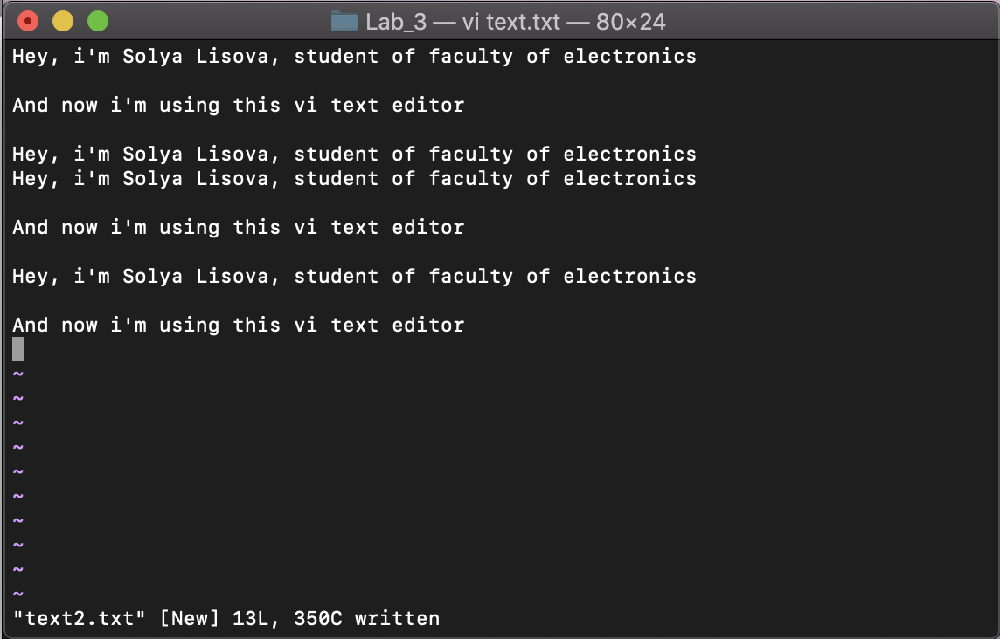 Lab_3 — vi text.txt — 80×24
Hey, i'm Solya Lisova, student of faculty of electronics
And now i'm using this vi text editor
Hey, i'm Solya Lisova, student of faculty of electronics
Hey, i'm Solya Lisova, student of faculty of electronics
And now i'm using this vi text editor
Hey, i'm Solya Lisova, student of faculty of electronics
And now i'm using this vi text editor
~
~
~
~
~
~
~
~
~
~
"text2.txt" [New] 13L, 350C written